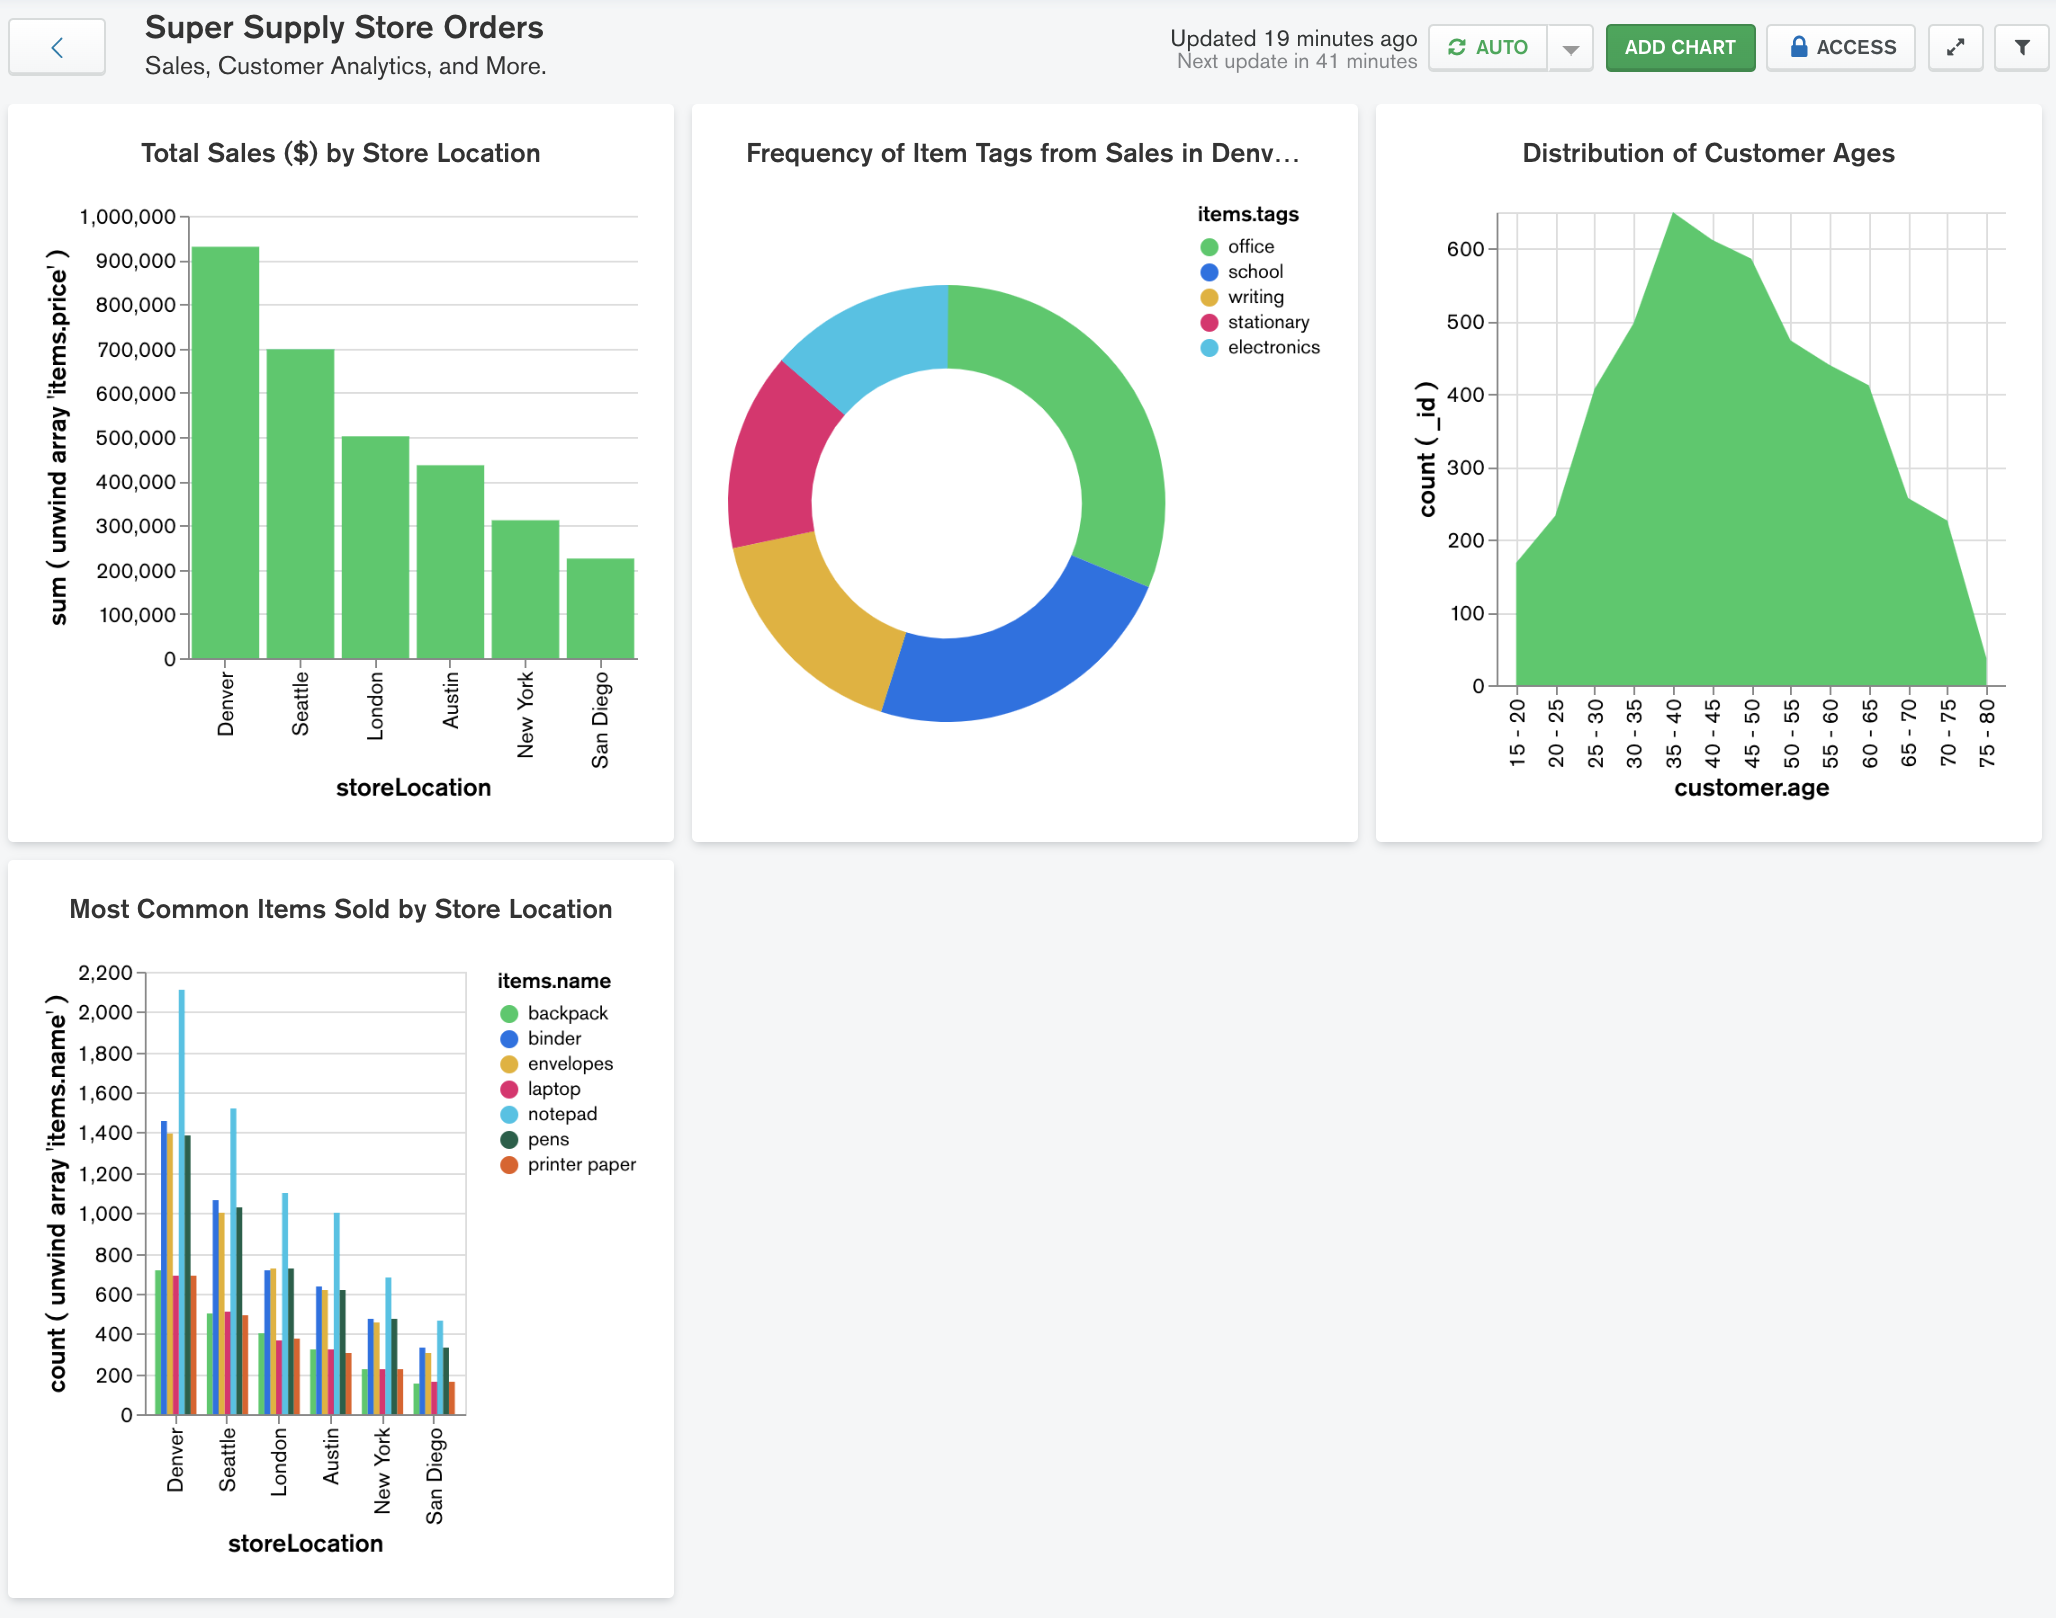 Super Supply Store Orders
Sales, Customer Analytics, and More.
Updated 19 minutes ago
Next update in 41 minutes
AUTO
ADD CHART
ACCESS
Total Sales ($) by Store Location
sum ( unwind array 'items.price' )
1,000,000
900,000
800,000
700,000
600,000
500,000
400,000
300,000
200,000
100,000
0
Denver
Seattle
London
Austin
New York
San Diego
storeLocation
Frequency of Item Tags from Sales in Denv...
items.tags
office
school
writing
stationary
electronics
Distribution of Customer Ages
count ( _id )
600
500
400
300
200
100
0
15 - 20
20 - 25
25 - 30
30 - 35
35 - 40
40 - 45
45 - 50
50 - 55
55 - 60
60 - 65
65 - 70
70 - 75
75 - 80
customer.age
Most Common Items Sold by Store Location
count ( unwind array 'items.name' )
2,200
2,000
1,800
1,600
1,400
1,200
1,000
800
600
400
200
0
Denver
Seattle
London
Austin
New York
San Diego
storeLocation
items.name
backpack
binder
envelopes
laptop
notepad
pens
printer paper